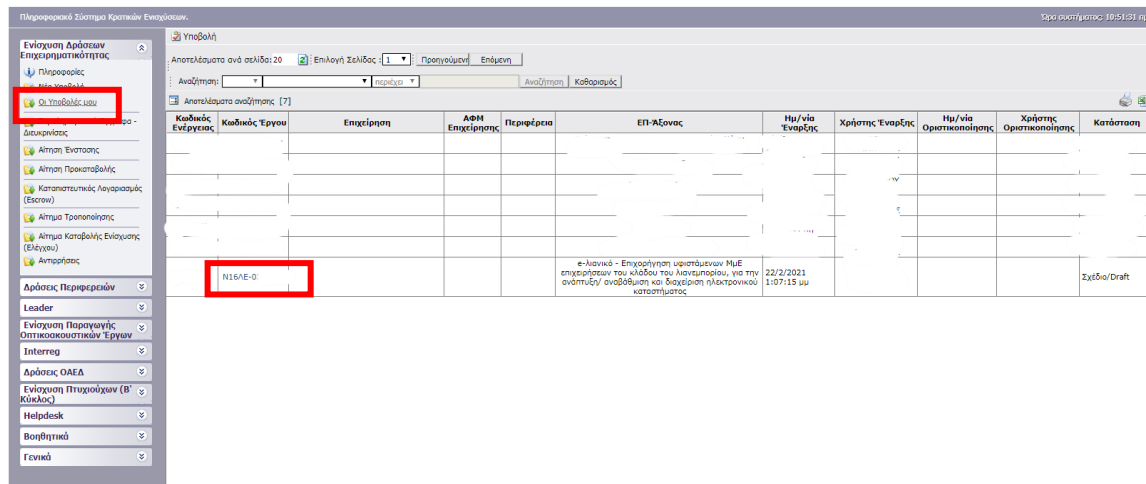 Πληροφοριακό Σύστημα Κρατικών Ενισχύσεων.
Ώρα συστήματος: 10:51:31 πμ
Ενίσχυση Δράσεων
Επιχειρηματικότητας
Πληροφορίες
Οι Υποβολές μου
Διευκρινίσεις
Αίτηση Ένστασης
Αίτηση Προκαταβολής
Καταπιστευτικός Λογαριασμός
(Escrow)
Αίτημα Τροποποίησης
Αίτημα Καταβολής Ενίσχυσης
(Ελέγχου)
Αντιρρήσεις
Δράσεις Περιφερειών
Leader
Ενίσχυση Παραγωγής
Οπτικοακουστικών Έργων
Interreg
Δράσεις ΟΑΕΔ
Ενίσχυση Πτυχιούχων (Β'
Κύκλος)
Helpdesk
Βοηθητικά
Γενικά
Υποβολή
Αποτελέσματα ανά σελίδα: 20 Επιλογή Σελίδας : 1 Προηγούμενη Επόμενη
Αναζήτηση: περιέχει Αναζήτηση Καθαρισμός
Αποτελέσματα αναζήτησης [7]
Κωδικός Ενέργειας Κωδικός Έργου Επιχείρηση ΑΦΜ Επιχείρησης Περιφέρεια ΕΠ-Άξονας Ημ/νία Έναρξης Χρήστης Έναρξης Ημ/νία Οριστικοποίησης Χρήστης Οριστικοποίησης Κατάσταση
e-λιανικό - Επιχορήγηση υφιστάμενων ΜμΕ
επιχειρήσεων του κλάδου του λιανεμπορίου, για την
ανάπτυξη/ αναβάθμιση και διαχείριση ηλεκτρονικού
καταστήματος
Ν16ΛΕ-0
22/2/2021
1:07:15 μμ
Σχέδιο/Draft